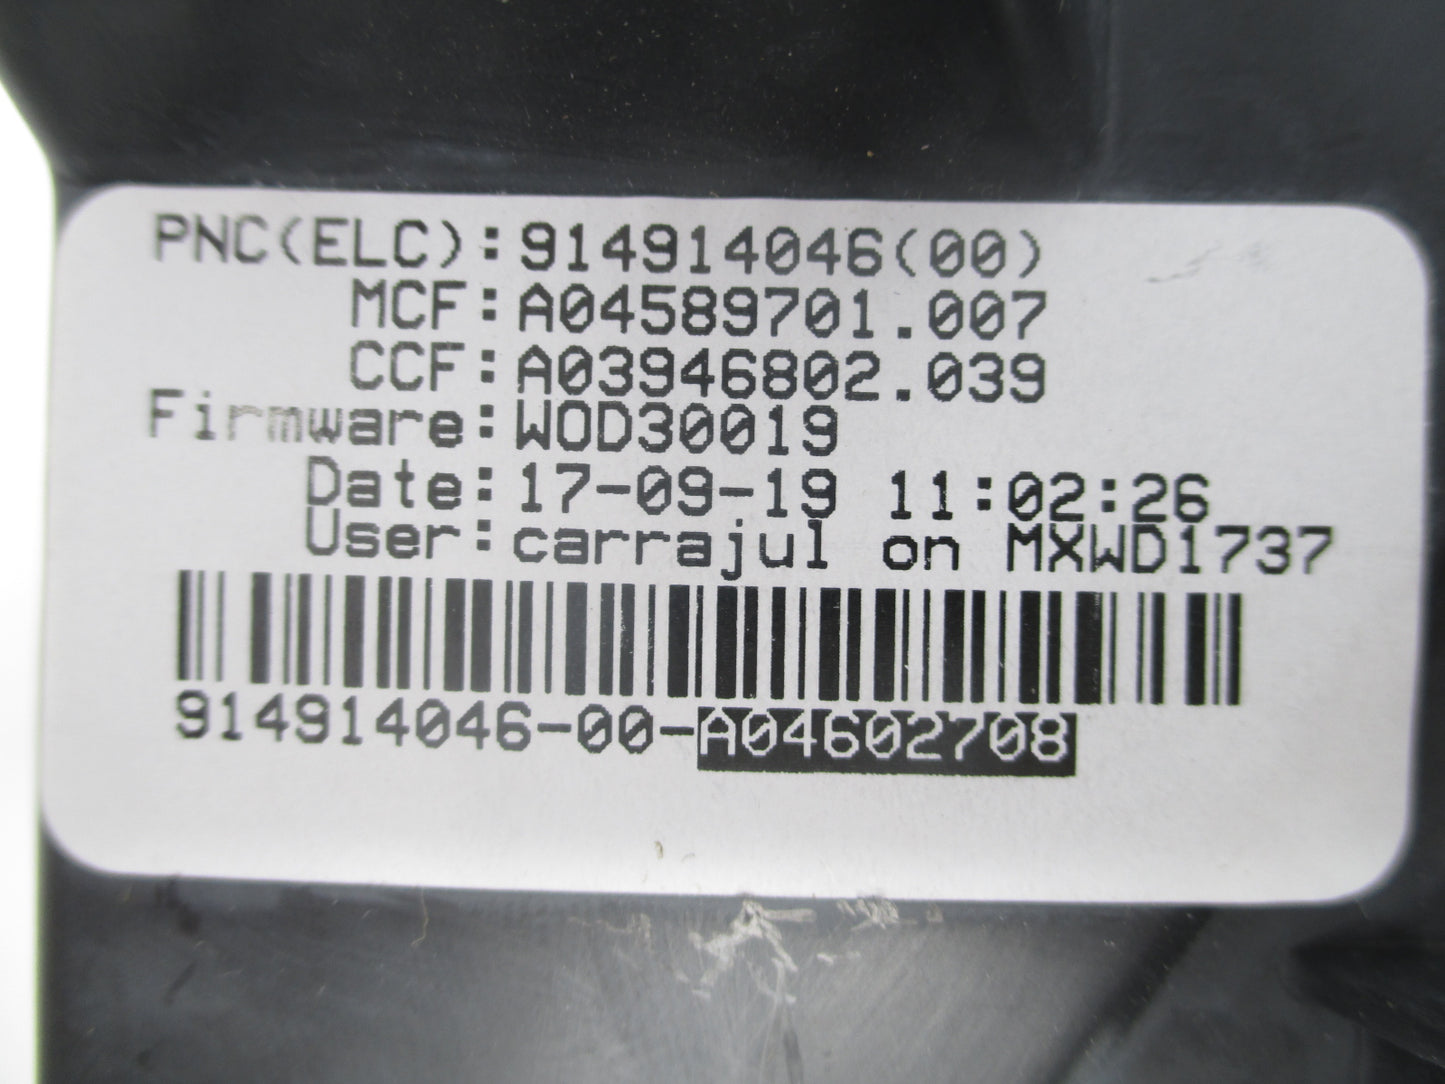 PNC(ELC):914914046(00)
MCF:A04589701.007
CCF:A03946802.039
Firmware:WOD30019
Date:17-09-19 11:02:26
User:carrajul on MXWD1737
914914046-00-A04602708